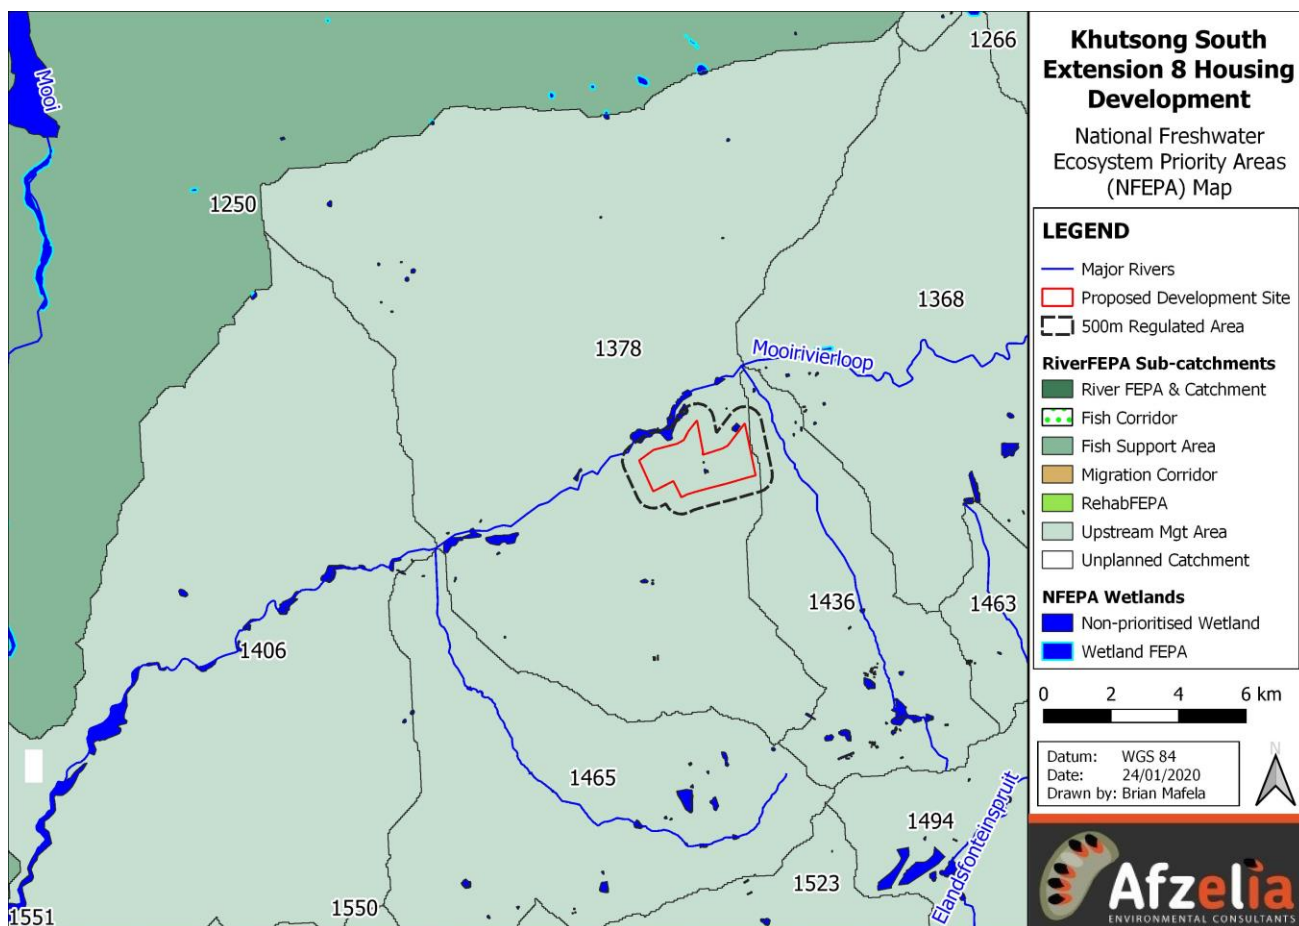 Mooi
1250
1266
1368
1378
Mooirivierloop
1436
1463
1406
1465
1494
Elandsfonteinspruit
1523
1550
1551
Khutsong South
Extension 8 Housing
Development
National Freshwater
Ecosystem Priority Areas
(NFEPA) Map
LEGEND
Major Rivers
Proposed Development Site
500m Regulated Area
RiverFEPA Sub-catchments
River FEPA & Catchment
Fish Corridor
Fish Support Area
Migration Corridor
RehabFEPA
Upstream Mgt Area
Unplanned Catchment
NFEPA Wetlands
Non-prioritised Wetland
Wetland FEPA
0 2 4 6 km
Datum: WGS 84
Date: 24/01/2020
Drawn by: Brian Mafela
N
Afzelia
ENVIRONMENTAL CONSULTANTS